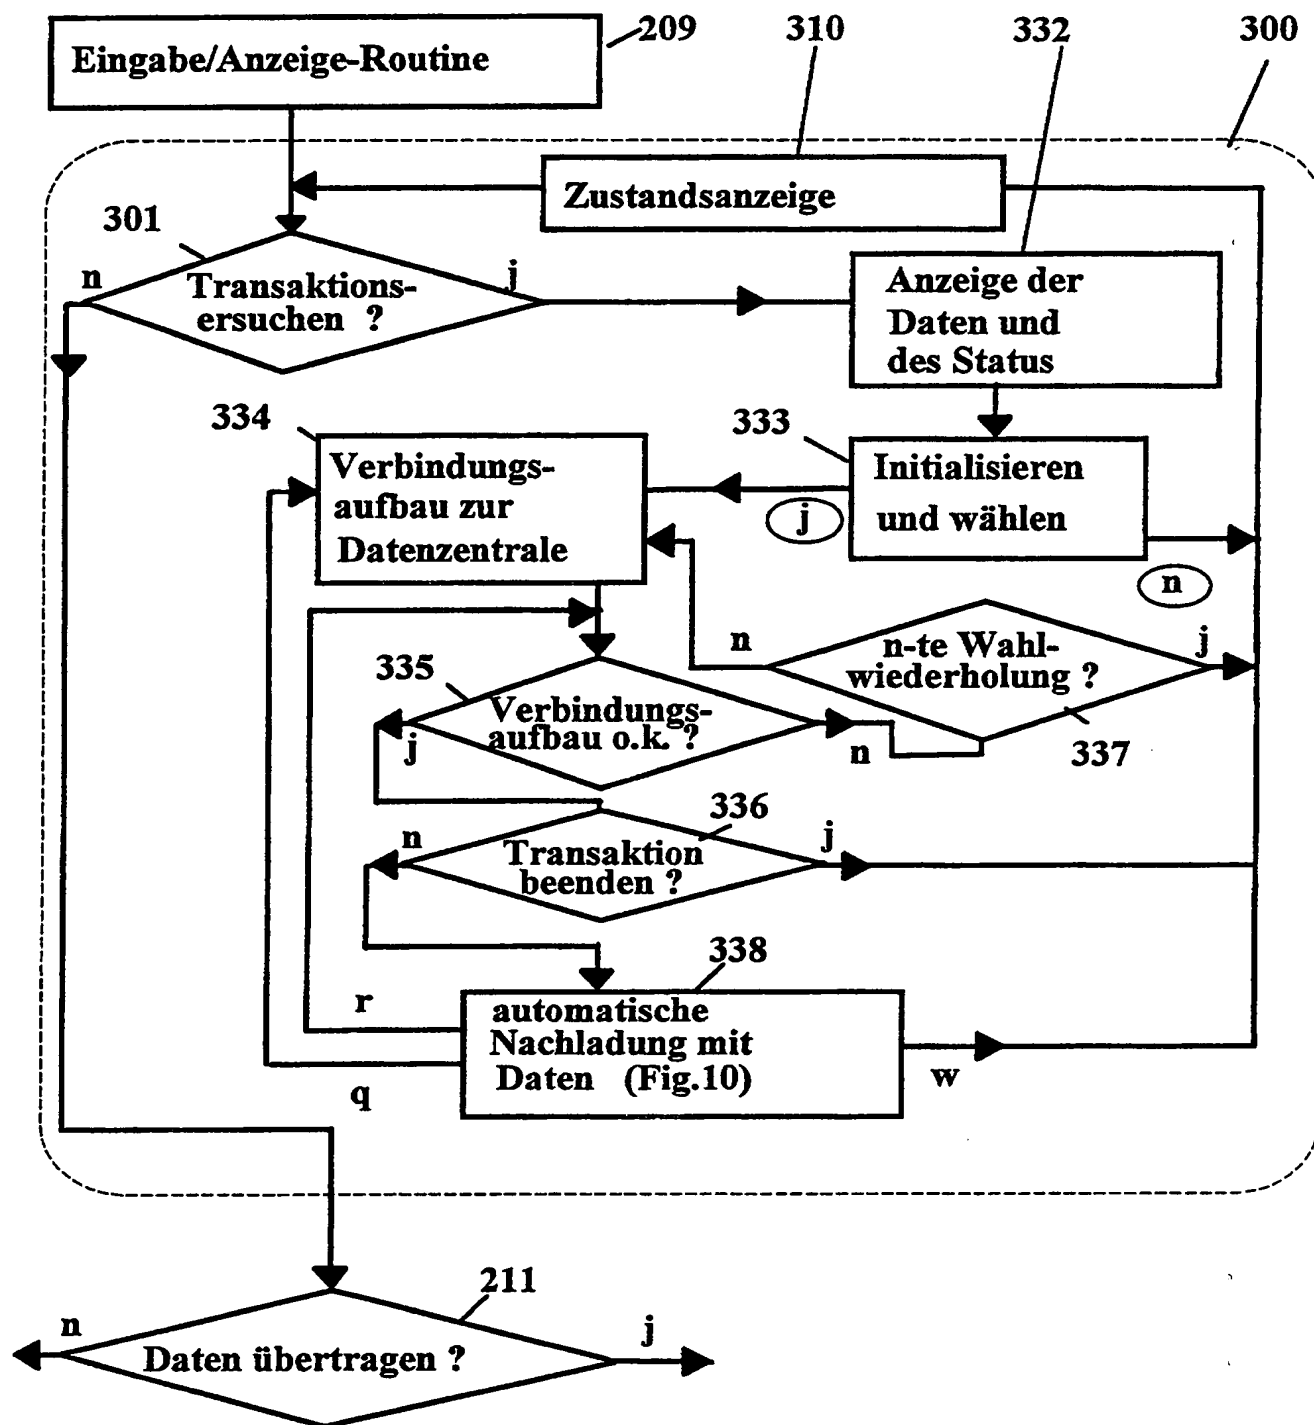 209
310
332
300
Eingabe/Anzeige-Routine
Zustandsanzeige
301
n
j
Transaktions-
ersuchen ?
Anzeige der
Daten und
des Status
334
333
Verbindungs-
aufbau zur
Datenzentrale
Initialisieren
und wählen
j
n
n
n-te Wahl-
wiederholung ?
j
335
Verbindungs-
aufbau o.k. ?
j
n
337
336
n
j
Transaktion
beenden ?
338
r
automatische
Nachladung mit
Daten (Fig.10)
w
q
211
n
j
Daten übertragen ?